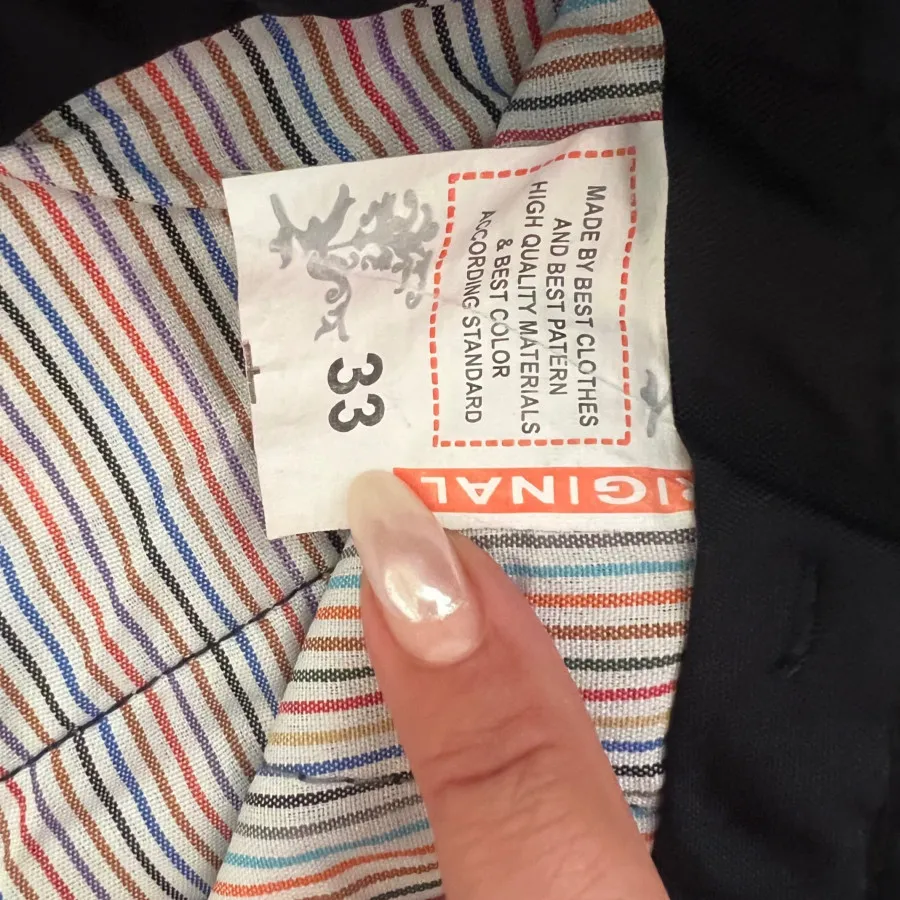 MADE BY BEST CLOTHES
AND BEST PATERN
HIGH QUALITY MATERIALS
& BEST COLOR
ACCORDING STANDARD
33
RIGINAL